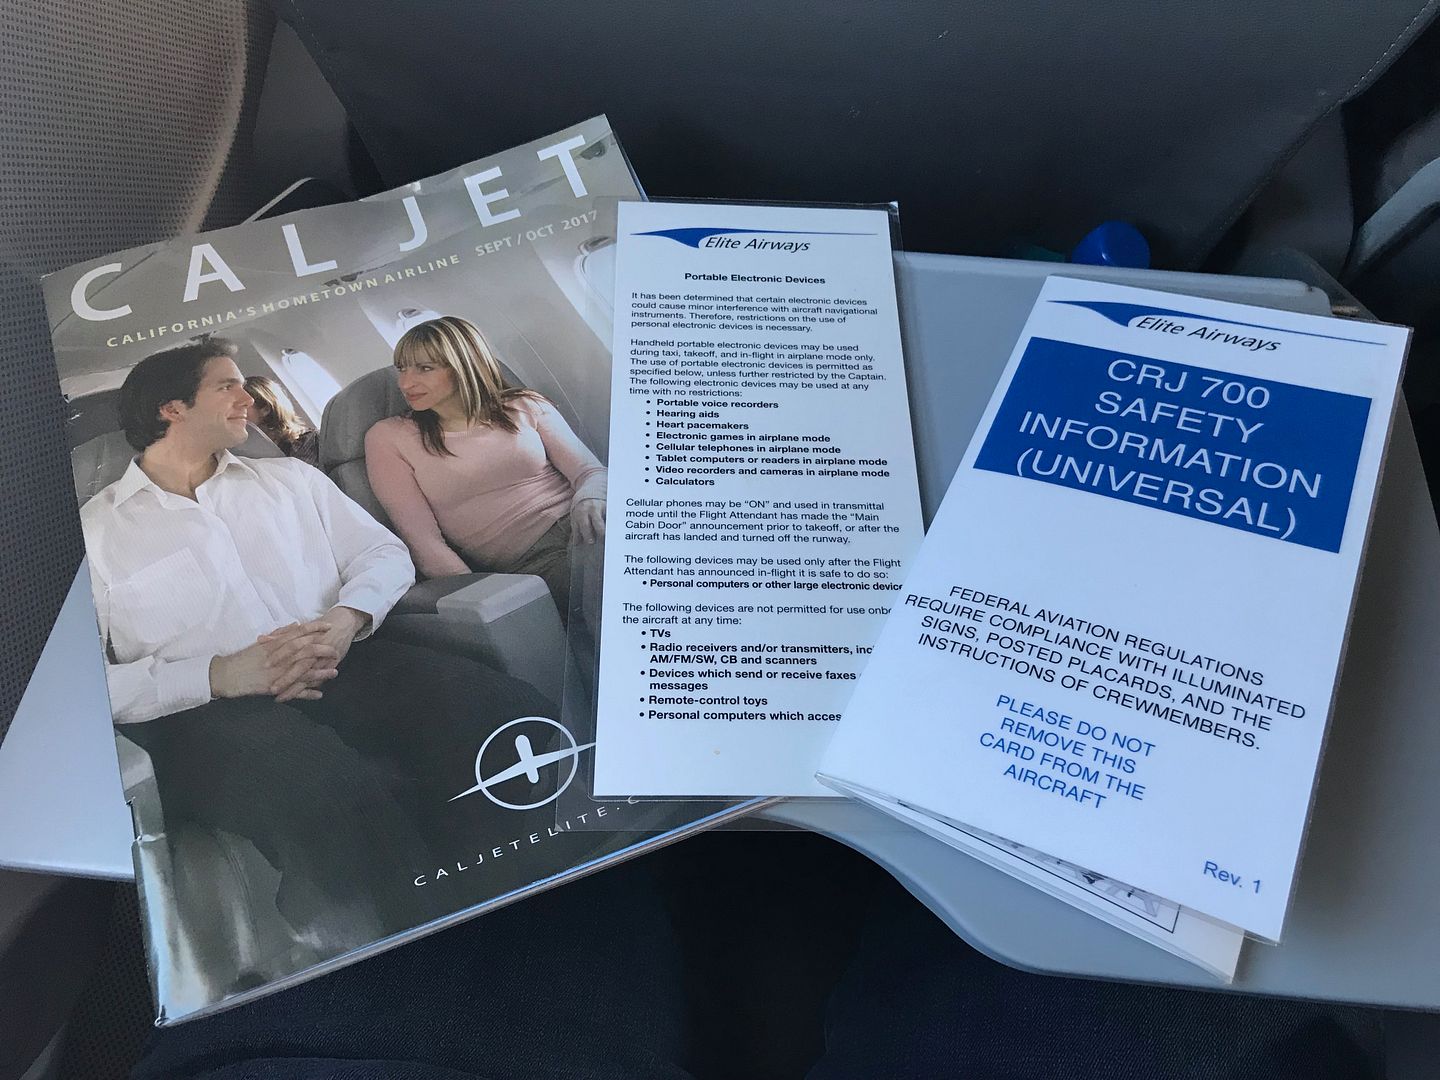 CALJET
SEPT / OCT 2017
CALIFORNIA'S HOMETOWN AIRLINE
CALJETELITE.
Elite Airways
Portable Electronic Devices
It has been determined that certain electronic devices
could cause minor interference with aircraft navigational
instruments. Therefore, restrictions on the use of
personal electronic devices is necessary.
Handheld portable electronic devices may be used
during taxi, takeoff, and in-flight in airplane mode only.
The use of portable electronic devices is permitted as
specified below, unless further restricted by the Captain.
The following electronic devices may be used at any
time with no restrictions:
• Portable voice recorders
• Hearing aids
• Heart pacemakers
• Electronic games in airplane mode
• Cellular telephones in airplane mode
• Tablet computers or readers in airplane mode
• Video recorders and cameras in airplane mode
• Calculators
Cellular phones may be “ON” and used in transmittal
mode until the Flight Attendant has made the “Main
Cabin Door” announcement prior to takeoff, or after the
aircraft has landed and turned off the runway.
The following devices may be used only after the Flight
Attendant has announced in-flight it is safe to do so:
• Personal computers or other large electronic
The following devices are not permitted for use
the aircraft at any time:
• TVs
• Radio receivers and/or transmitters,
AM/FM/SW, CB and scanners
• Devices which send or receive faxes
messages
• Remote-control toys
• Personal computers which
Elite Airways
CRJ 700
SAFETY
INFORMATION
(UNIVERSAL)
FEDERAL AVIATION REGULATIONS
REQUIRE COMPLIANCE WITH ILLUMINATED
SIGNS, POSTED PLACARDS, AND THE
INSTRUCTIONS OF CREWMEMBERS.
PLEASE DO NOT
REMOVE THIS
CARD FROM THE
AIRCRAFT
Rev. 1